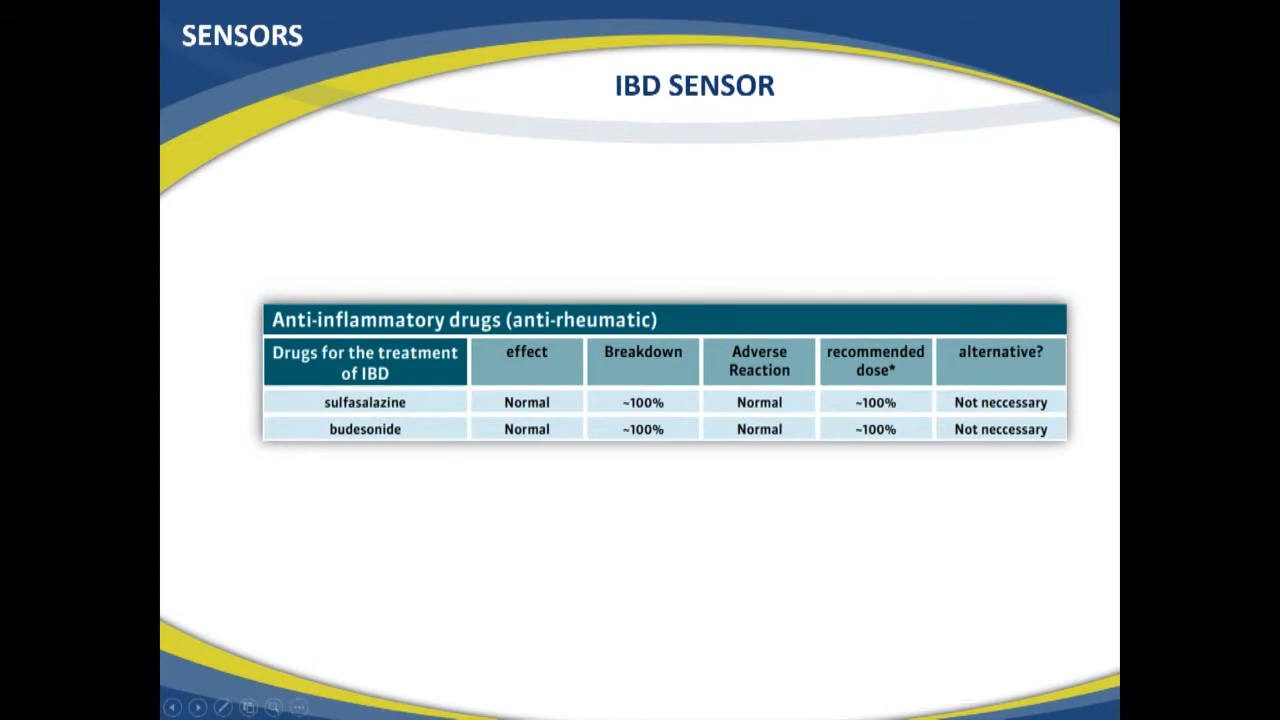 SENSORS
IBD SENSOR
Anti-inflammatory drugs (anti-rheumatic)
Drugs for the treatment of IBD effect Breakdown Adverse Reaction recommended dose* alternative?
sulfasalazine Normal ~100% Normal ~100% Not neccessary
budesonide Normal ~100% Normal ~100% Not neccessary